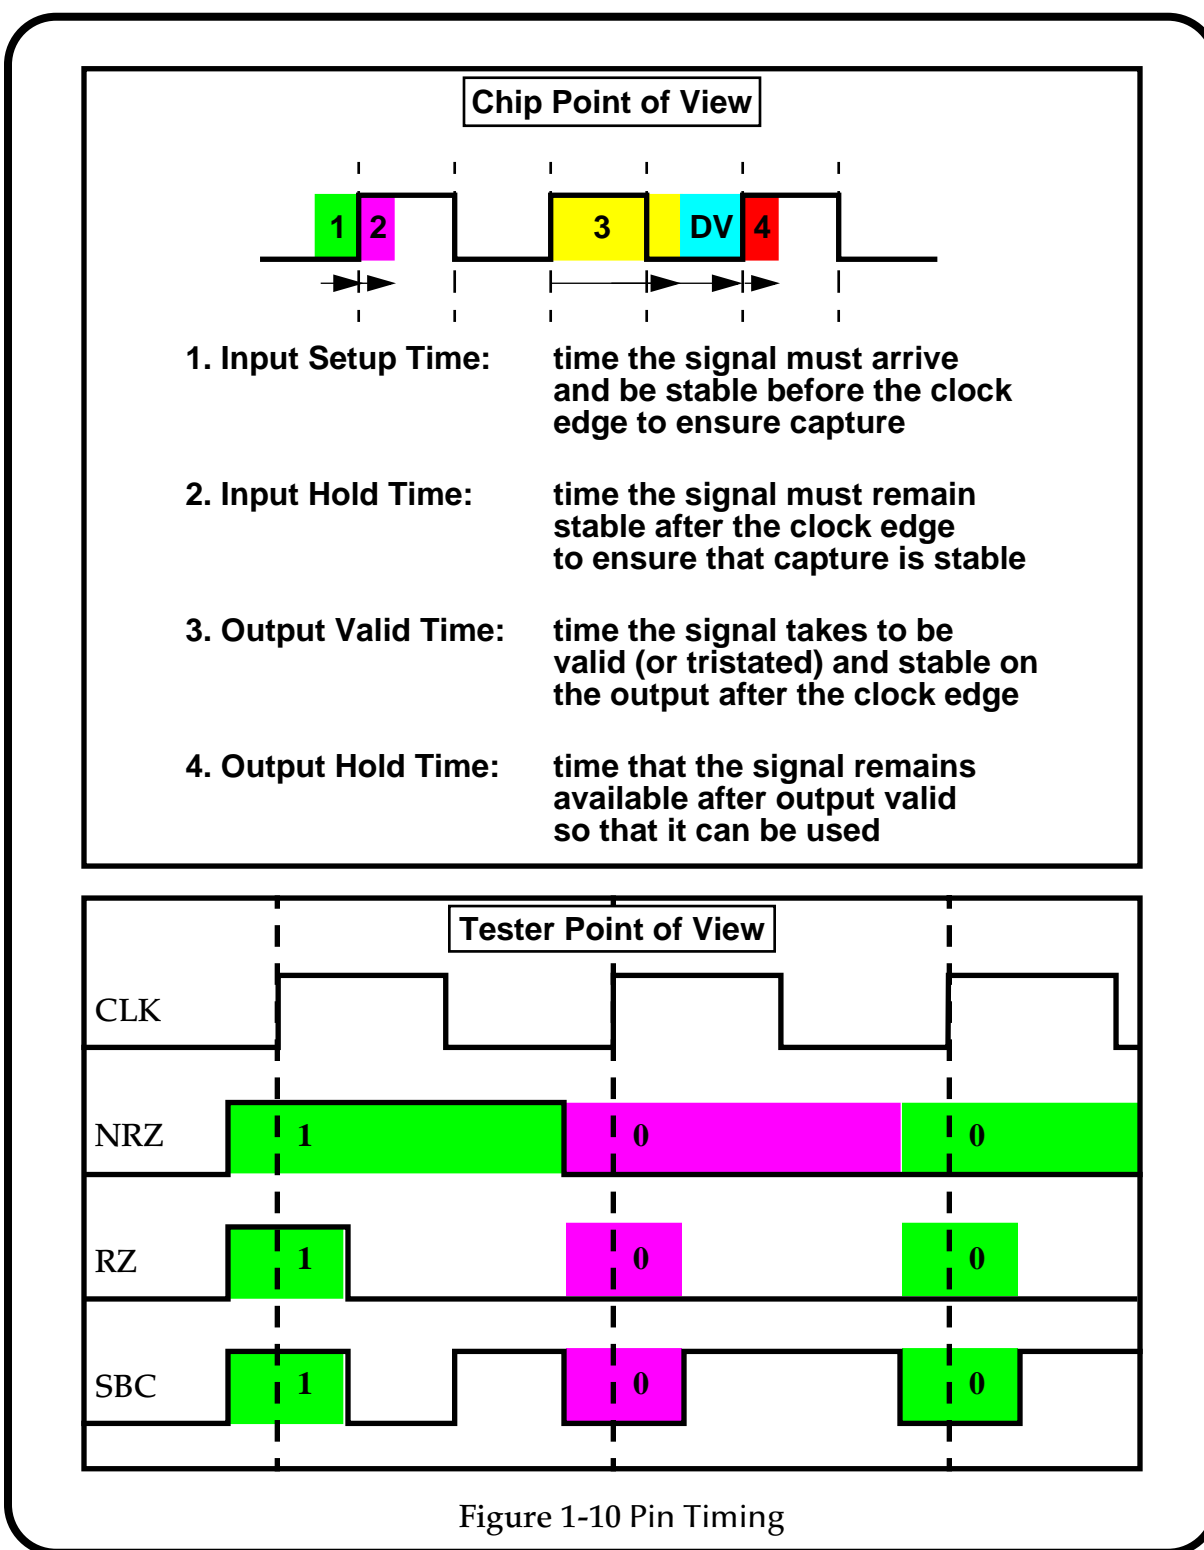 Chip Point of View
1 2 3 DV 4
1. Input Setup Time: time the signal must arrive
and be stable before the clock
edge to ensure capture
2. Input Hold Time: time the signal must remain
stable after the clock edge
to ensure that capture is stable
3. Output Valid Time: time the signal takes to be
valid (or tristated) and stable on
the output after the clock edge
4. Output Hold Time: time that the signal remains
available after output valid
so that it can be used
Tester Point of View
CLK
NRZ 1 0 0
RZ 1 0 0
SBC 1 0 0
Figure 1-10 Pin Timing